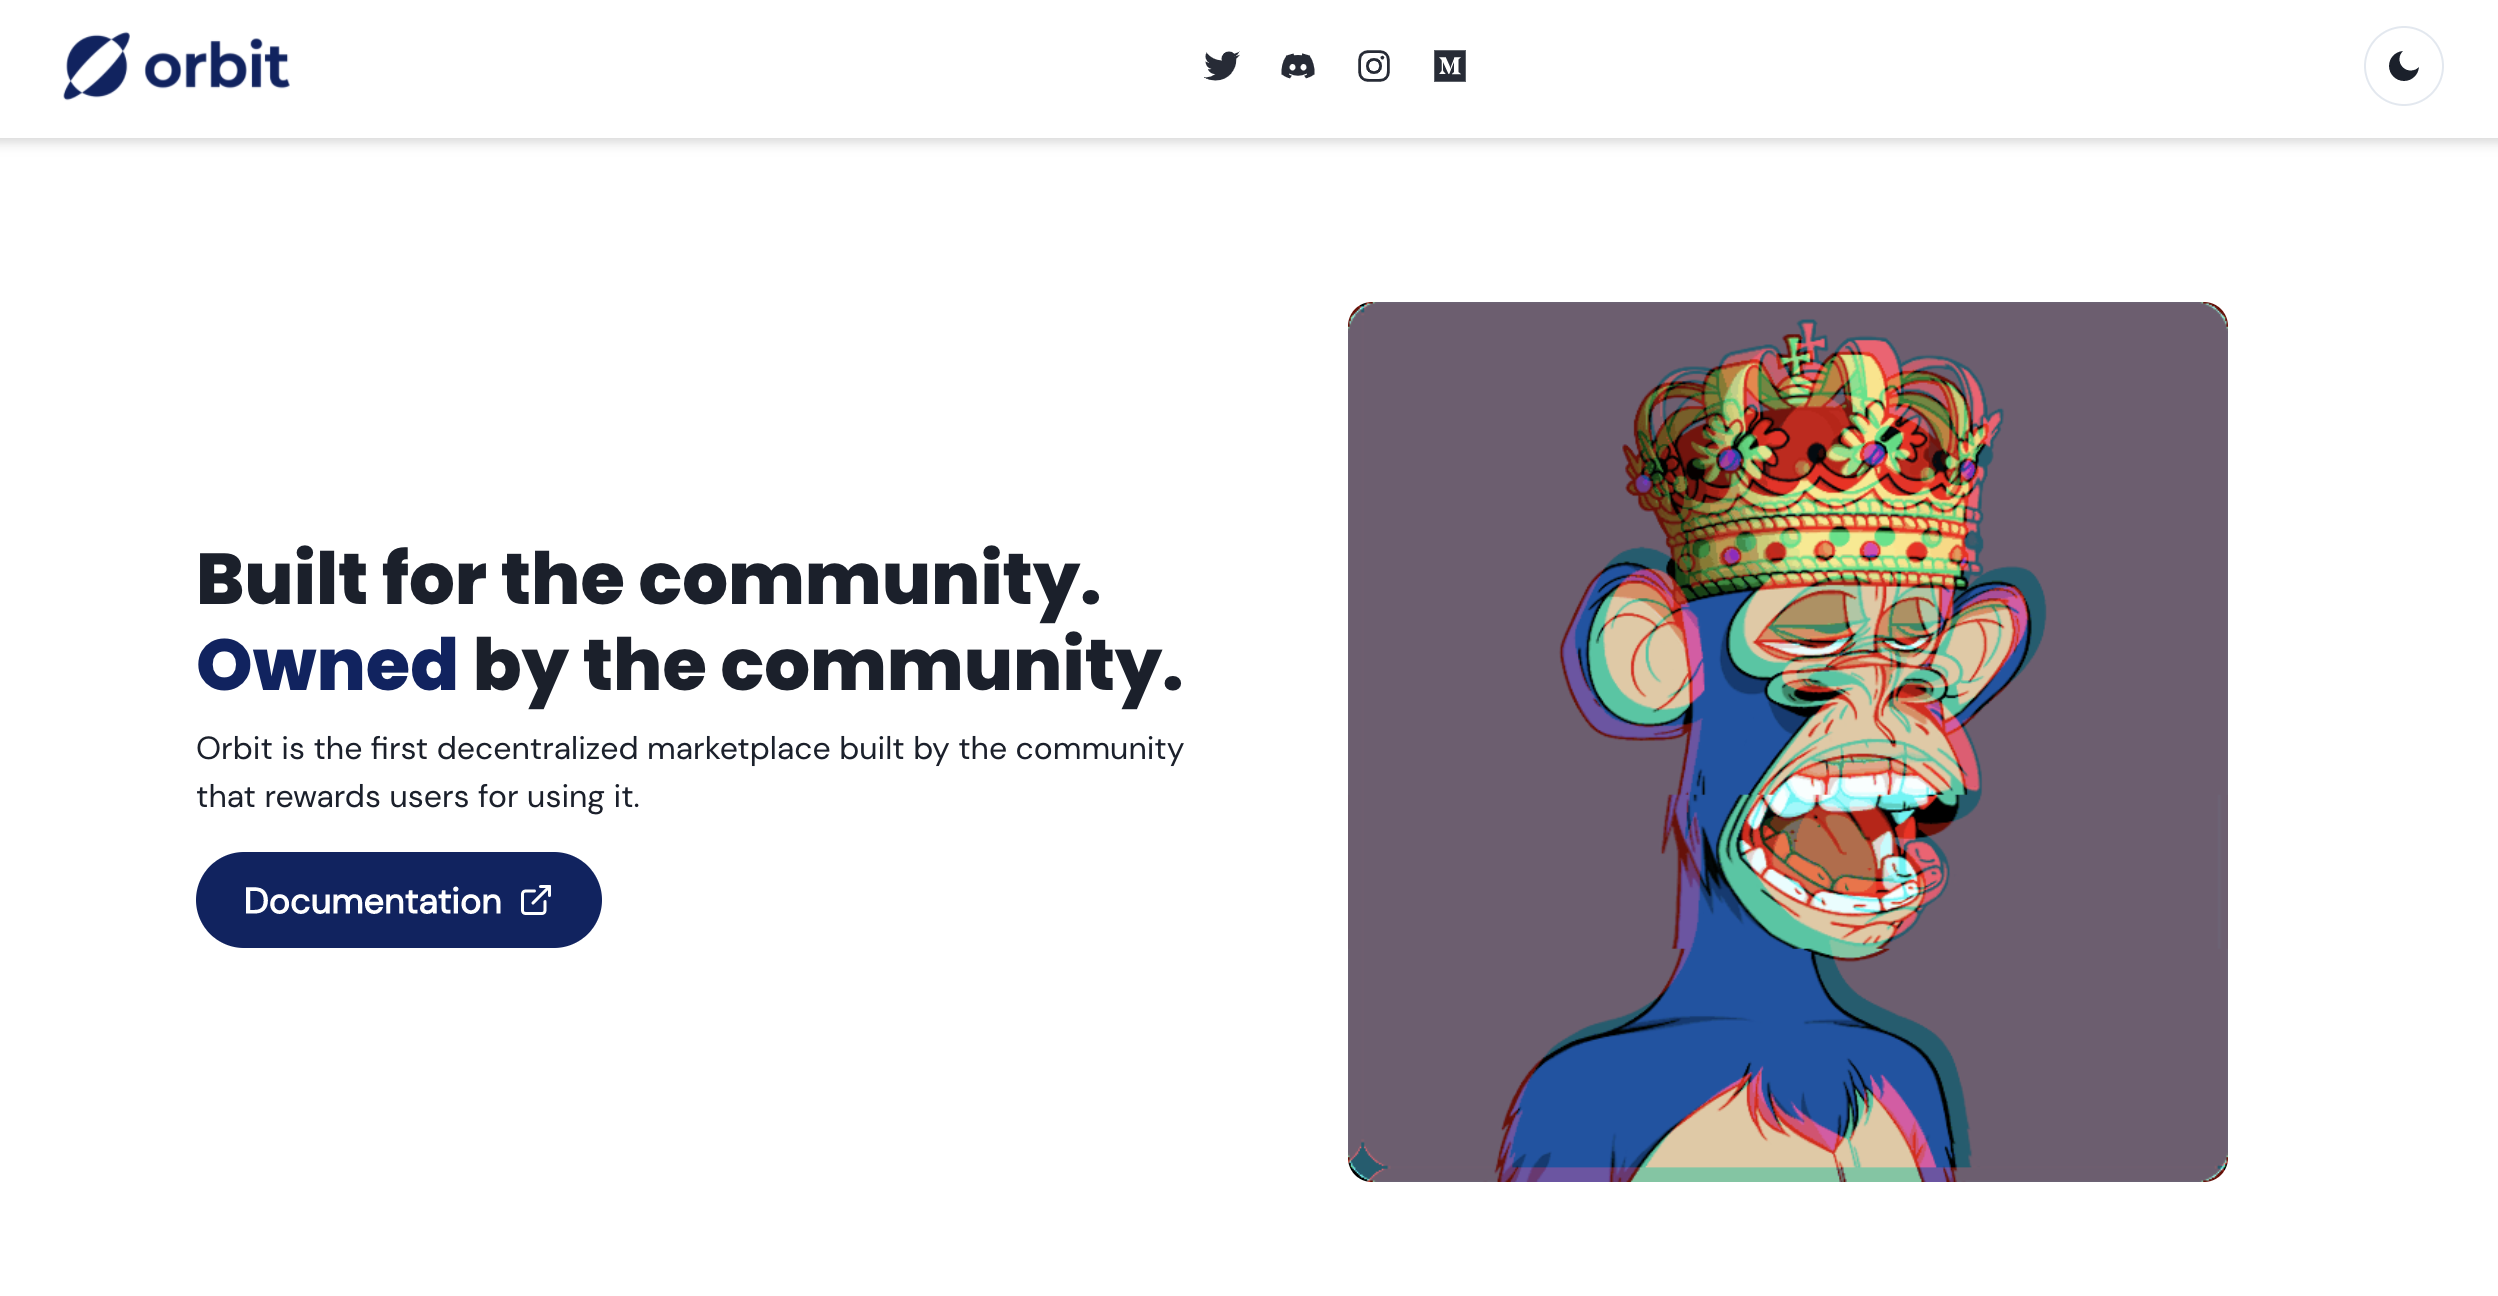 orbit
Built for the community.
Owned by the community.
Orbit is the first decentralized marketplace built by the community
that rewards users for using it.
Documentation